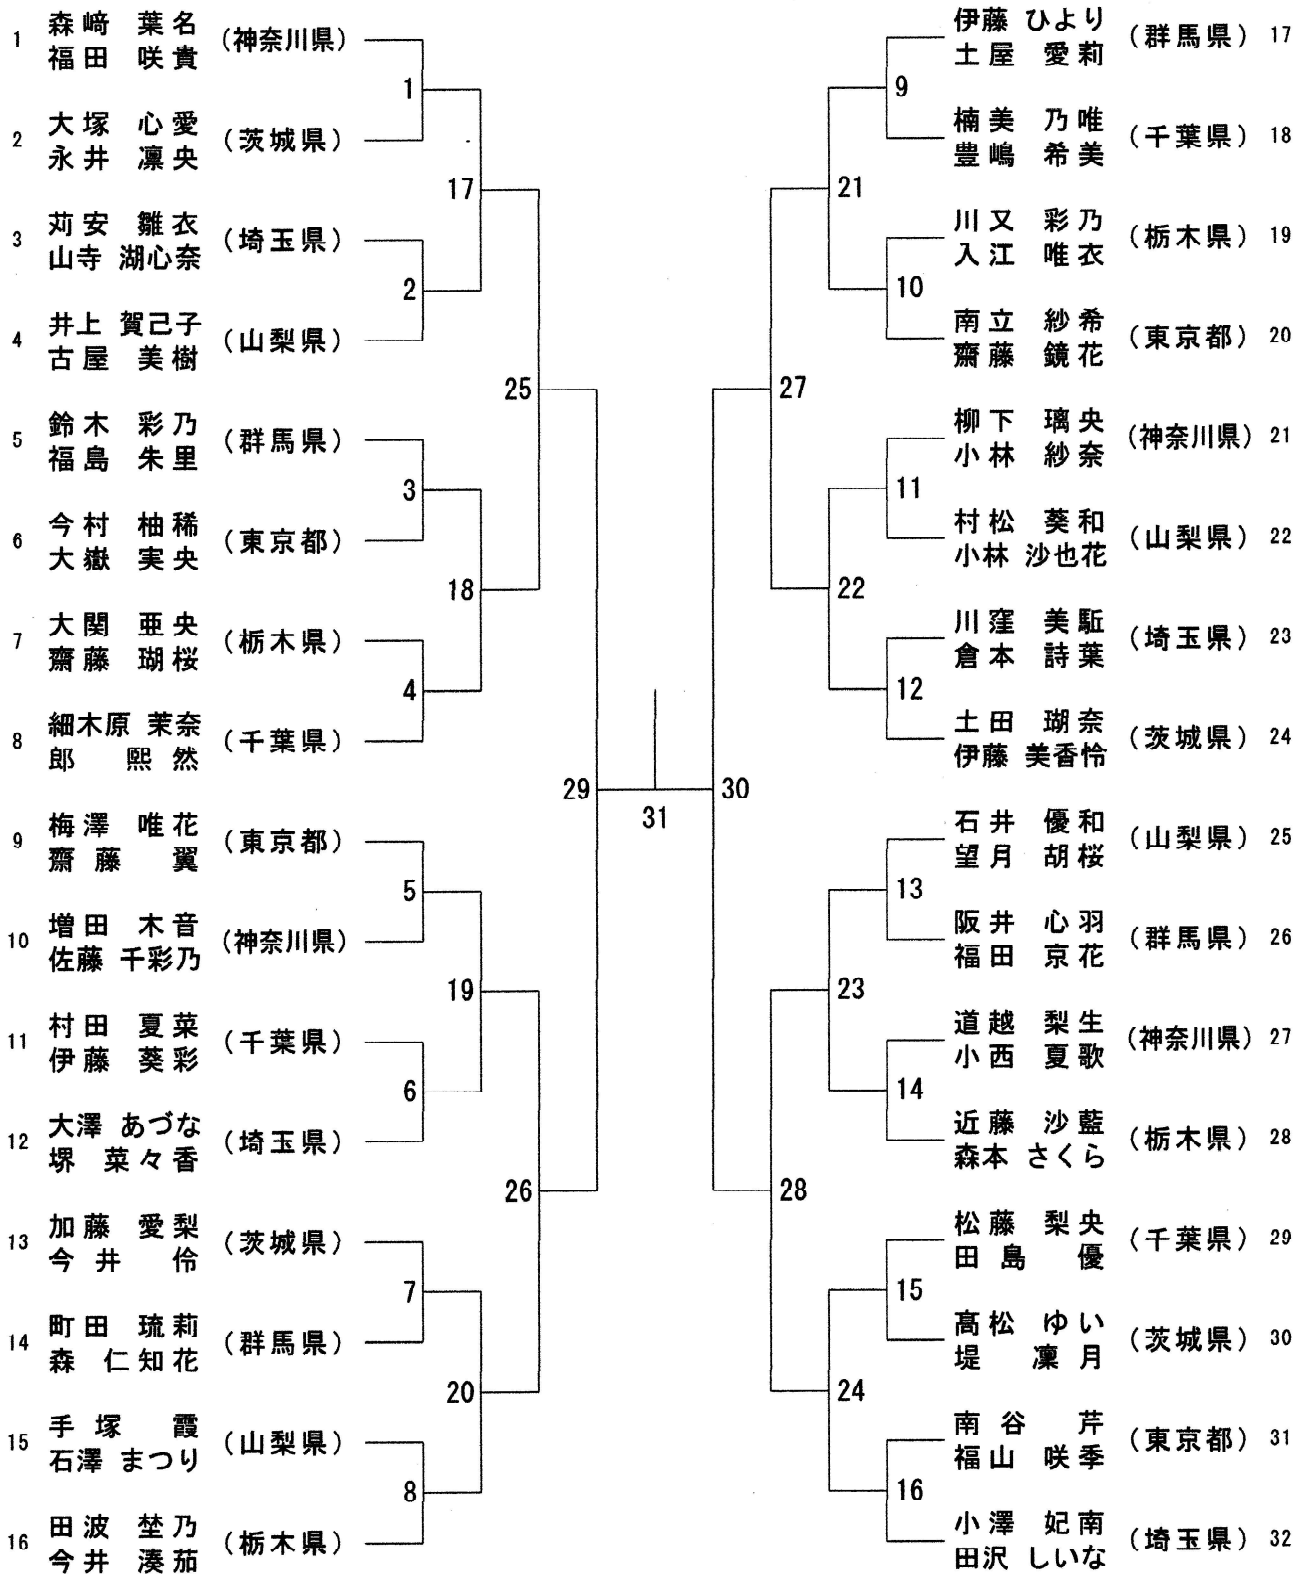 1 森﨑 葉名 (神奈川県)
福田 咲貴
2 大塚 心愛 (茨城県)
永井 凛央
3 苅安 雛衣 (埼玉県)
山寺 湖心奈
4 井上 賀己子 (山梨県)
古屋 美樹
5 鈴木 彩乃 (群馬県)
福島 朱里
6 今村 柚稀 (東京都)
大嶽 実央
7 大関 亜央 (栃木県)
齋藤 瑚桜
8 細木原 茉奈 (千葉県)
郎 熙然
9 梅澤 唯花 (東京都)
齋藤 翼
10 増田 木音 (神奈川県)
佐藤 千彩乃
11 村田 夏菜 (千葉県)
伊藤 葵彩
12 大澤 あづな (埼玉県)
堺 菜々香
13 加藤 愛梨 (茨城県)
今井 伶
14 町田 琉莉 (群馬県)
森 仁知花
15 手塚 霞 (山梨県)
石澤 まつり
16 田波 埜乃 (栃木県)
今井 湊茄
1
2
3
4
5
6
7
8
17
18
19
20
25
26
29
31
30
27
28
21
22
23
24
9
10
11
12
13
14
15
16
伊藤 ひより (群馬県) 17
土屋 愛莉
楠美 乃唯 (千葉県) 18
豊嶋 希美
川又 彩乃 (栃木県) 19
入江 唯衣
南立 紗希 (東京都) 20
齋藤 鏡花
柳下 璃央 (神奈川県) 21
小林 紗奈
村松 葵和 (山梨県) 22
小林 沙也花
川窪 美 (埼玉県) 23
倉本 詩葉
土田 瑚奈 (茨城県) 24
伊藤 美香怜
石井 優和 (山梨県) 25
望月 胡桜
阪井 心羽 (群馬県) 26
福田 京花
道越 梨生 (神奈川県) 27
小西 夏歌
近藤 沙藍 (栃木県) 28
森本 さくら
松藤 梨央 (千葉県) 29
田島 優
髙松 ゆい (茨城県) 30
堤 凜月
南谷 芹 (東京都) 31
福山 咲季
小澤 妃南 (埼玉県) 32
田沢 しいな